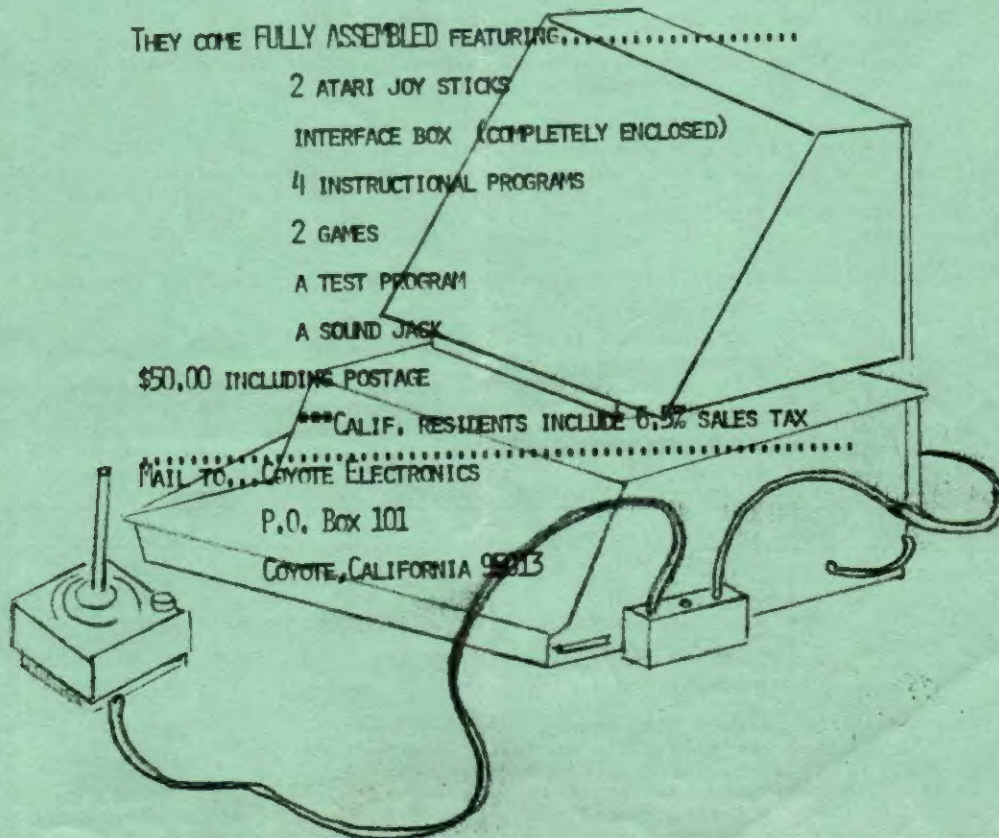 THEY COME FULLY ASSEMBLED FEATURING....................
2 ATARI JOY STICKS
INTERFACE BOX (COMPLETELY ENCLOSED)
4 INSTRUCTIONAL PROGRAMS
2 GAMES
A TEST PROGRAM
A SOUND JACK
$50.00 INCLUDING POSTAGE
***CALIF. RESIDENTS INCLUDE 6.5% SALES TAX
MAIL TO...COYOTE ELECTRONICS
P.O. BOX 101
COYOTE, CALIFORNIA 95013